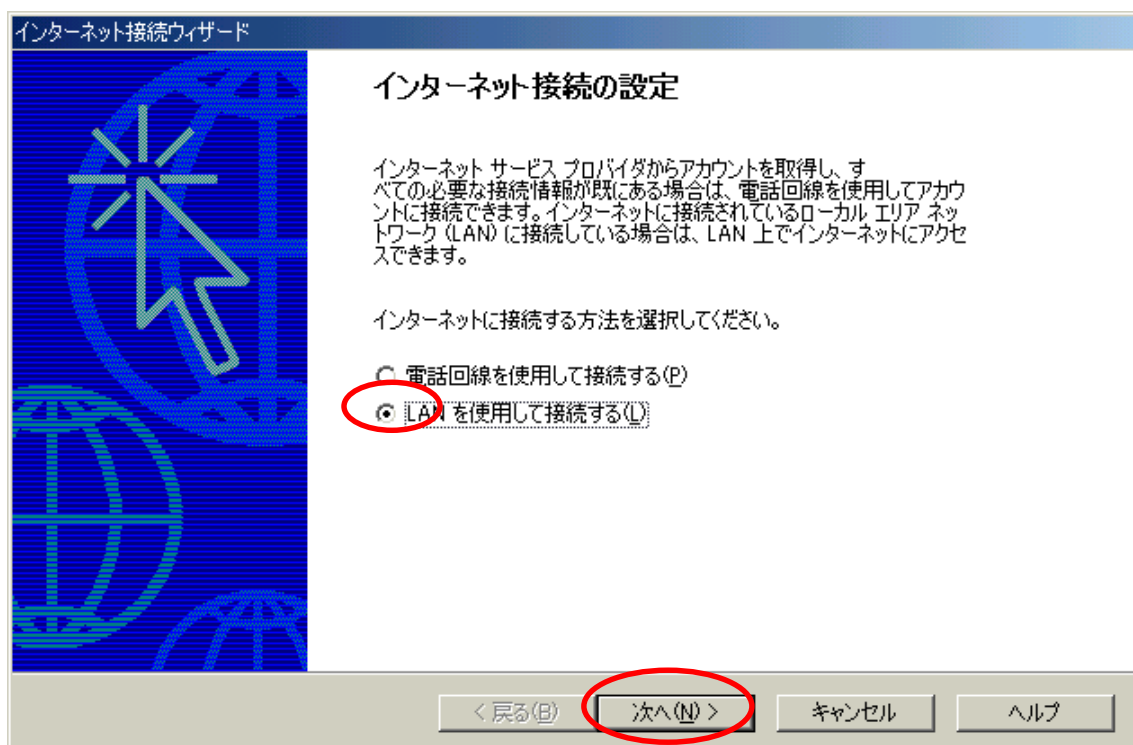 インターネット接続ウィザード
インターネット接続の設定
インターネット サービス プロバイダからアカウントを取得し、す
べての必要な接続情報が既にある場合は、電話回線を使用してアカウ
ントに接続できます。インターネットに接続されているローカル エリア ネッ
トワーク (LAN) に接続している場合は、LAN 上でインターネットにアクセ
スできます。
インターネットに接続する方法を選択してください。
電話回線を使用して接続する(P)
LAN を使用して接続する(L)
< 戻る(B) 次へ(N) > キャンセル ヘルプ